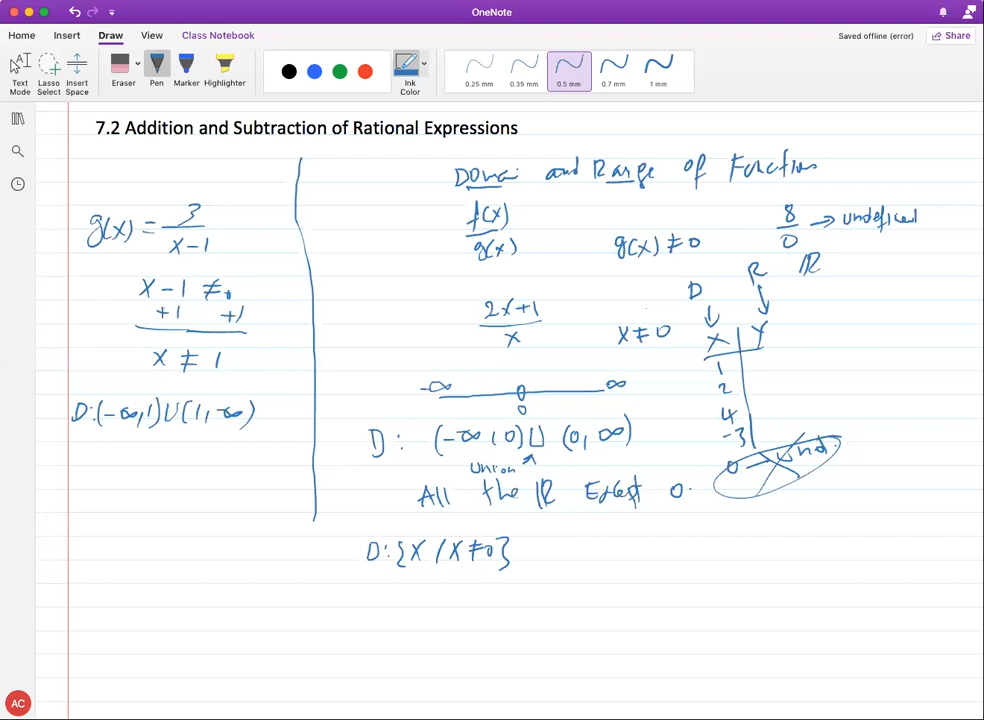 OneNote
Home Insert Draw View Class Notebook
Saved offline (error) Share
Text Mode
Lasso Select
Insert Space
Eraser
Pen
Marker
Highlighter
Ink Color
0.25 mm
0.35 mm
0.5 mm
0.7 mm
1 mm
7.2 Addition and Subtraction of Rational Expressions
g(x) = 3/(x-1)
x-1 ≠ 0
+1 +1
x ≠ 1
D:(-∞,1)U(1,-∞)
Domain and Range of Function
f(x)/g(x) g(x) ≠ 0
8/0 → undefined
R
D R
↓ ↓
2x+1/x x ≠ 0
X Y
1
2
4
-3
0 → und.
-∞ 0 ∞
0
D: (-∞,0) U (0,∞)
Union
All the R Except 0.
D:{X / X≠0}
AC